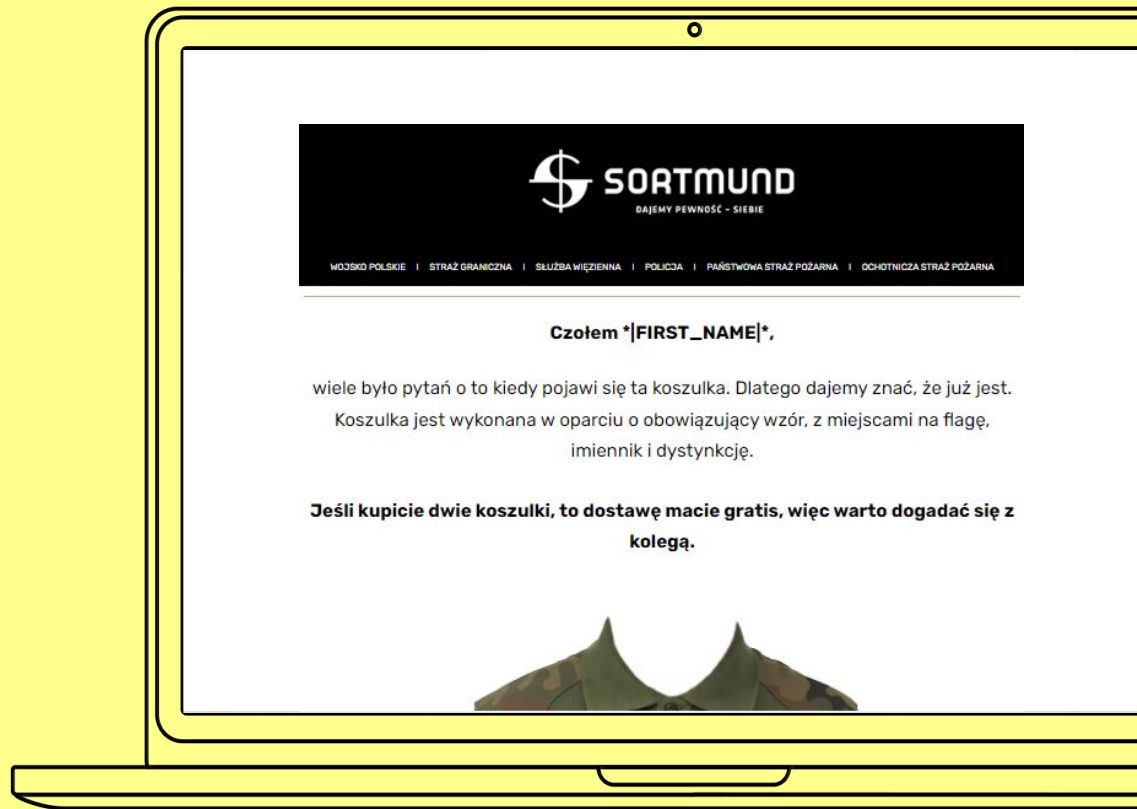 SORTMUND
DAJEMY PEWNOŚĆ - SIEBIE
WOJSKO POLSKIE | STRAŻ GRANICZNA | SŁUŻBA WIĘZIENNA | POLICJA | PAŃSTWOWA STRAŻ POŻARNA | OCHOTNICZA STRAŻ POŻARNA
Czołem *|FIRST_NAME|*,
wiele było pytań o to kiedy pojawi się ta koszulka. Dlatego dajemy znać, że już jest.
Koszulka jest wykonana w oparciu o obowiązujący wzór, z miejscami na flagę,
imiennik i dystynkcję.
Jeśli kupicie dwie koszulki, to dostawę macie gratis, więc warto dogadać się z
kolegą.